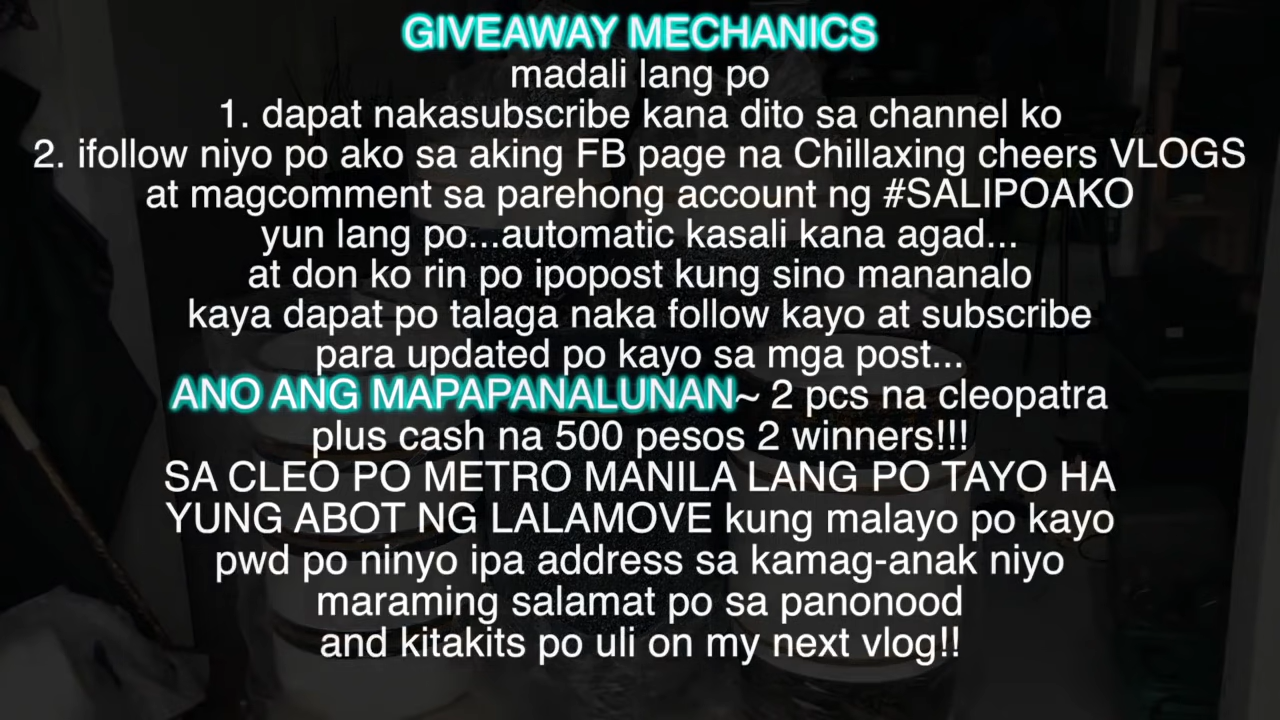 GIVEAWAY MECHANICS
madali lang po
1. dapat nakasubscribe kana dito sa channel ko
2. ifollow niyo po ako sa aking FB page na Chillaxing cheers VLOGS
at magcomment sa parehong account ng #SALIPOAKO
yun lang po...automatic kasali kana agad...
at don ko rin po ipopost kung sino mananalo
kaya dapat po talaga naka follow kayo at subscribe
para updated po kayo sa mga post...
ANO ANG MAPAPANALUNAN~ 2 pcs na cleopatra
plus cash na 500 pesos 2 winners!!!
SA CLEO PO METRO MANILA LANG PO TAYO HA
YUNG ABOT NG LALAMOVE kung malayo po kayo
pwd po ninyo ipa address sa kamag-anak niyo
maraming salamat po sa panonood
and kitakits po uli on my next vlog!!